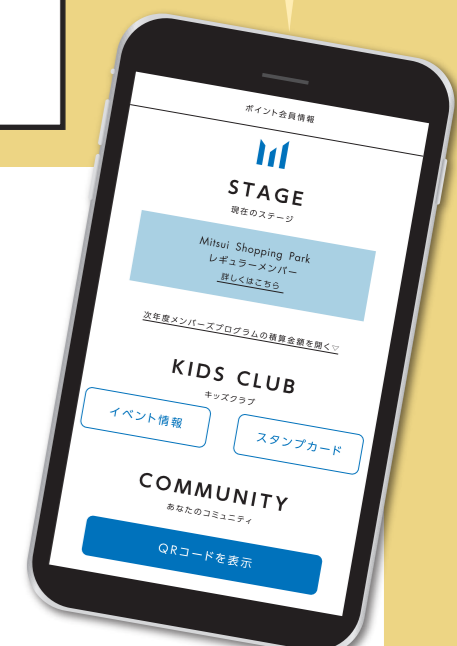 ポイント会員情報
STAGE
現在のステージ
Mitsui Shopping Park
レギュラーメンバー
詳しくはこちら
次年度メンバーズプログラムの積算金額を開く▽
KIDS CLUB
キッズクラブ
イベント情報 スタンプカード
COMMUNITY
あなたのコミュニティ
QRコードを表示